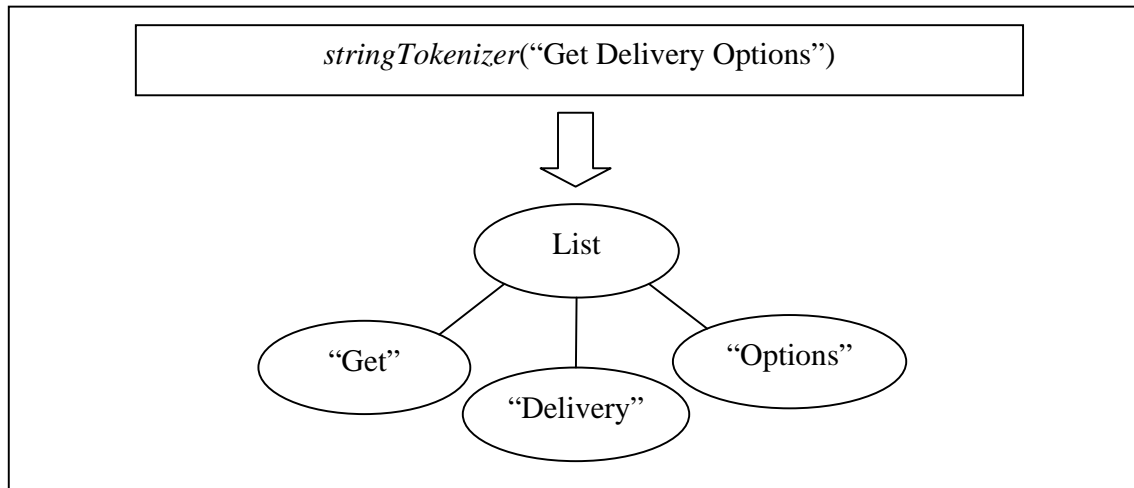 stringTokenizer(“Get Delivery Options”)
List
“Get”
“Options”
“Delivery”